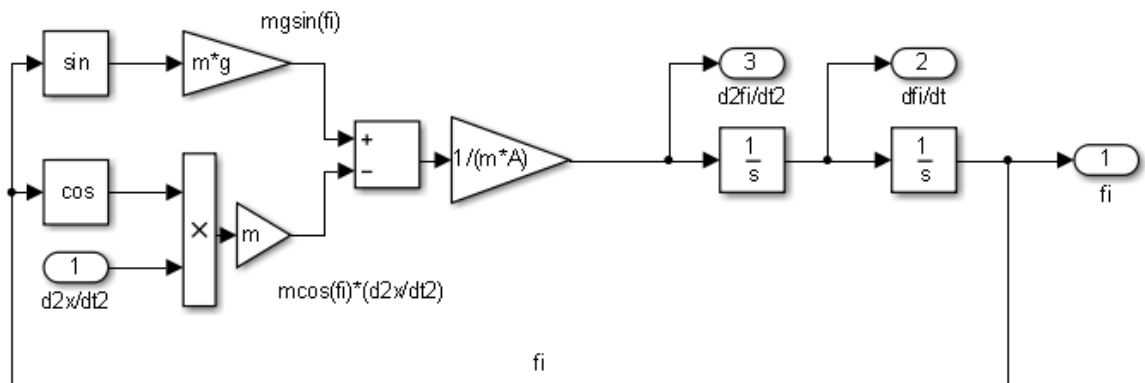 mgsin(fi)
sin
m*g
3
d2fi/dt2
2
dfi/dt
+
−
1/(m*A)
1
s
1
s
1
fi
cos
×
m
1
d2x/dt2
mcos(fi)*(d2x/dt2)
fi